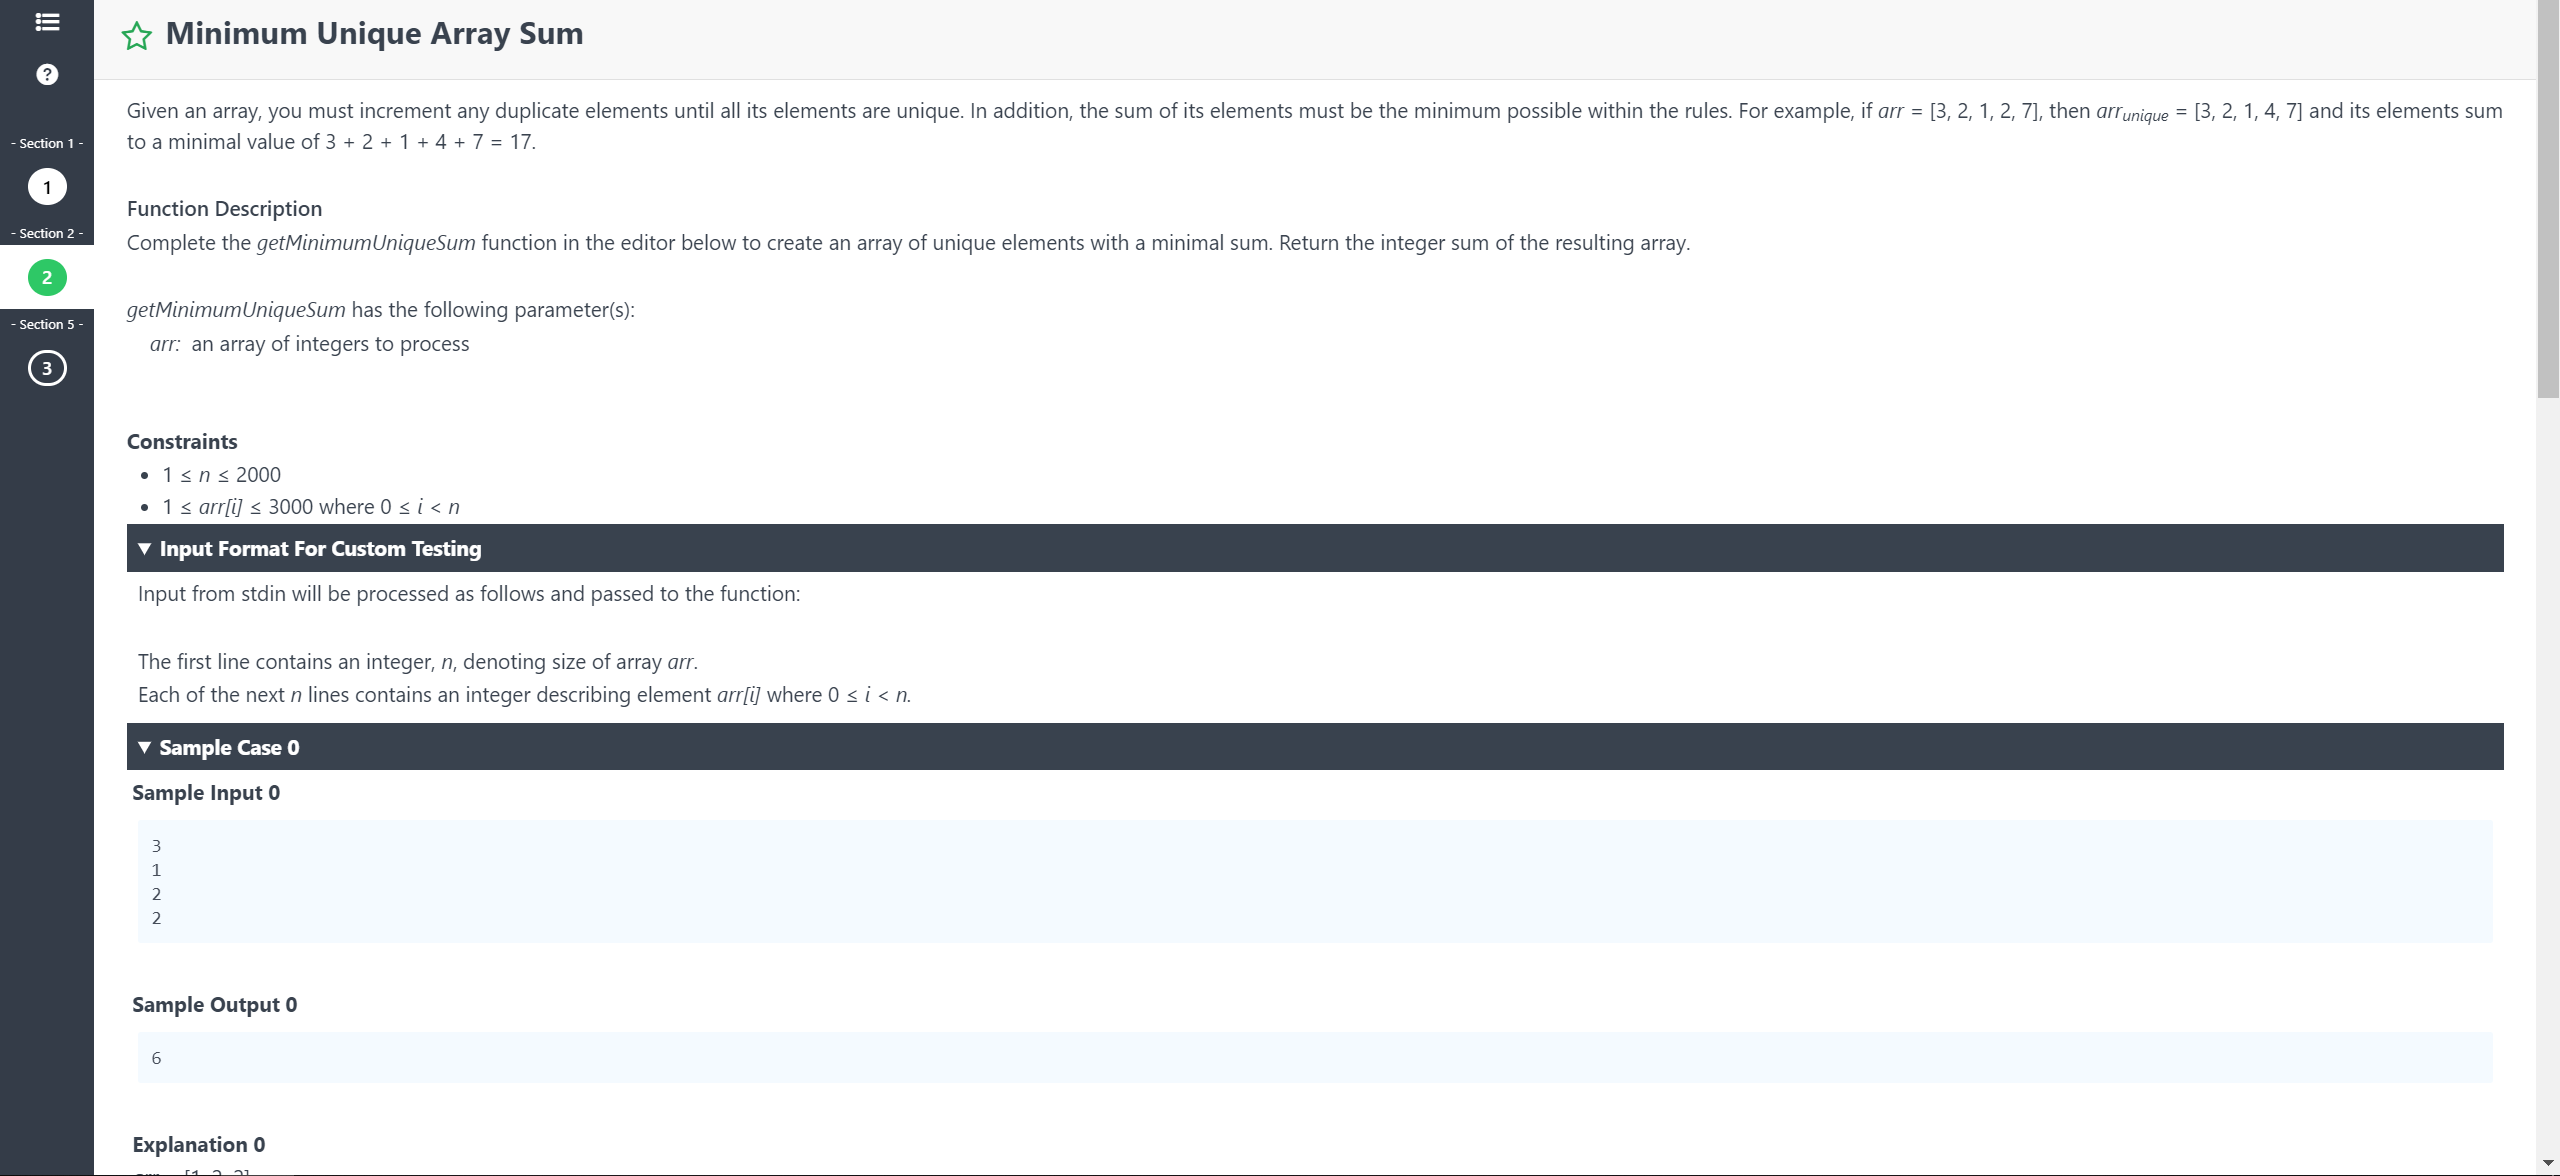 Minimum Unique Array Sum
?
- Section 1 -
1
- Section 2 -
2
- Section 5 -
3
Given an array, you must increment any duplicate elements until all its elements are unique. In addition, the sum of its elements must be the minimum possible within the rules. For example, if arr = [3, 2, 1, 2, 7], then arrunique = [3, 2, 1, 4, 7] and its elements sum
to a minimal value of 3 + 2 + 1 + 4 + 7 = 17.
Function Description
Complete the getMinimumUniqueSum function in the editor below to create an array of unique elements with a minimal sum. Return the integer sum of the resulting array.
getMinimumUniqueSum has the following parameter(s):
arr: an array of integers to process
Constraints
• 1 ≤ n ≤ 2000
• 1 ≤ arr[i] ≤ 3000 where 0 ≤ i < n
▼ Input Format For Custom Testing
Input from stdin will be processed as follows and passed to the function:
The first line contains an integer, n, denoting size of array arr.
Each of the next n lines contains an integer describing element arr[i] where 0 ≤ i < n.
▼ Sample Case 0
Sample Input 0
3
1
2
2
Sample Output 0
6
Explanation 0